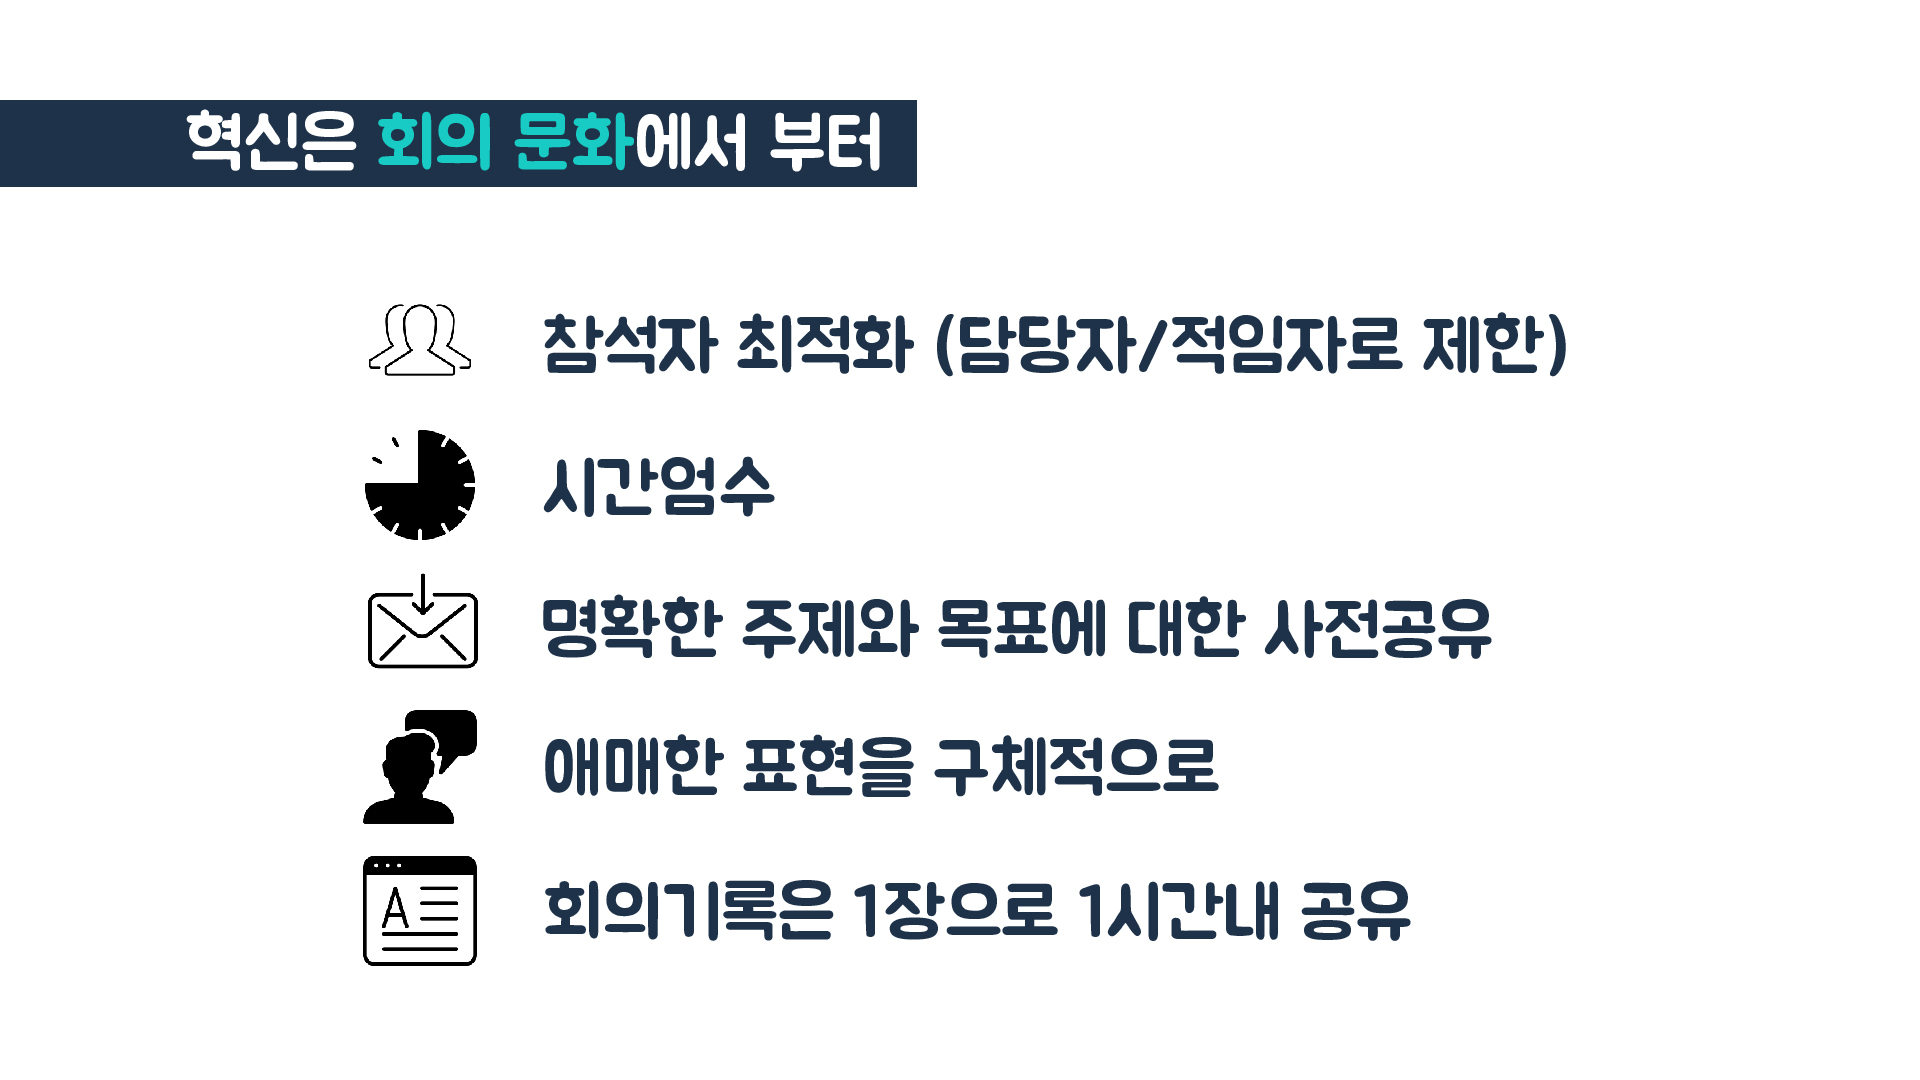 혁신은 회의 문화에서 부터
참석자 최적화 (담당자/적임자로 제한)
시간엄수
명확한 주제와 목표에 대한 사전공유
애매한 표현을 구체적으로
A
회의기록은 1장으로 1시간내 공유